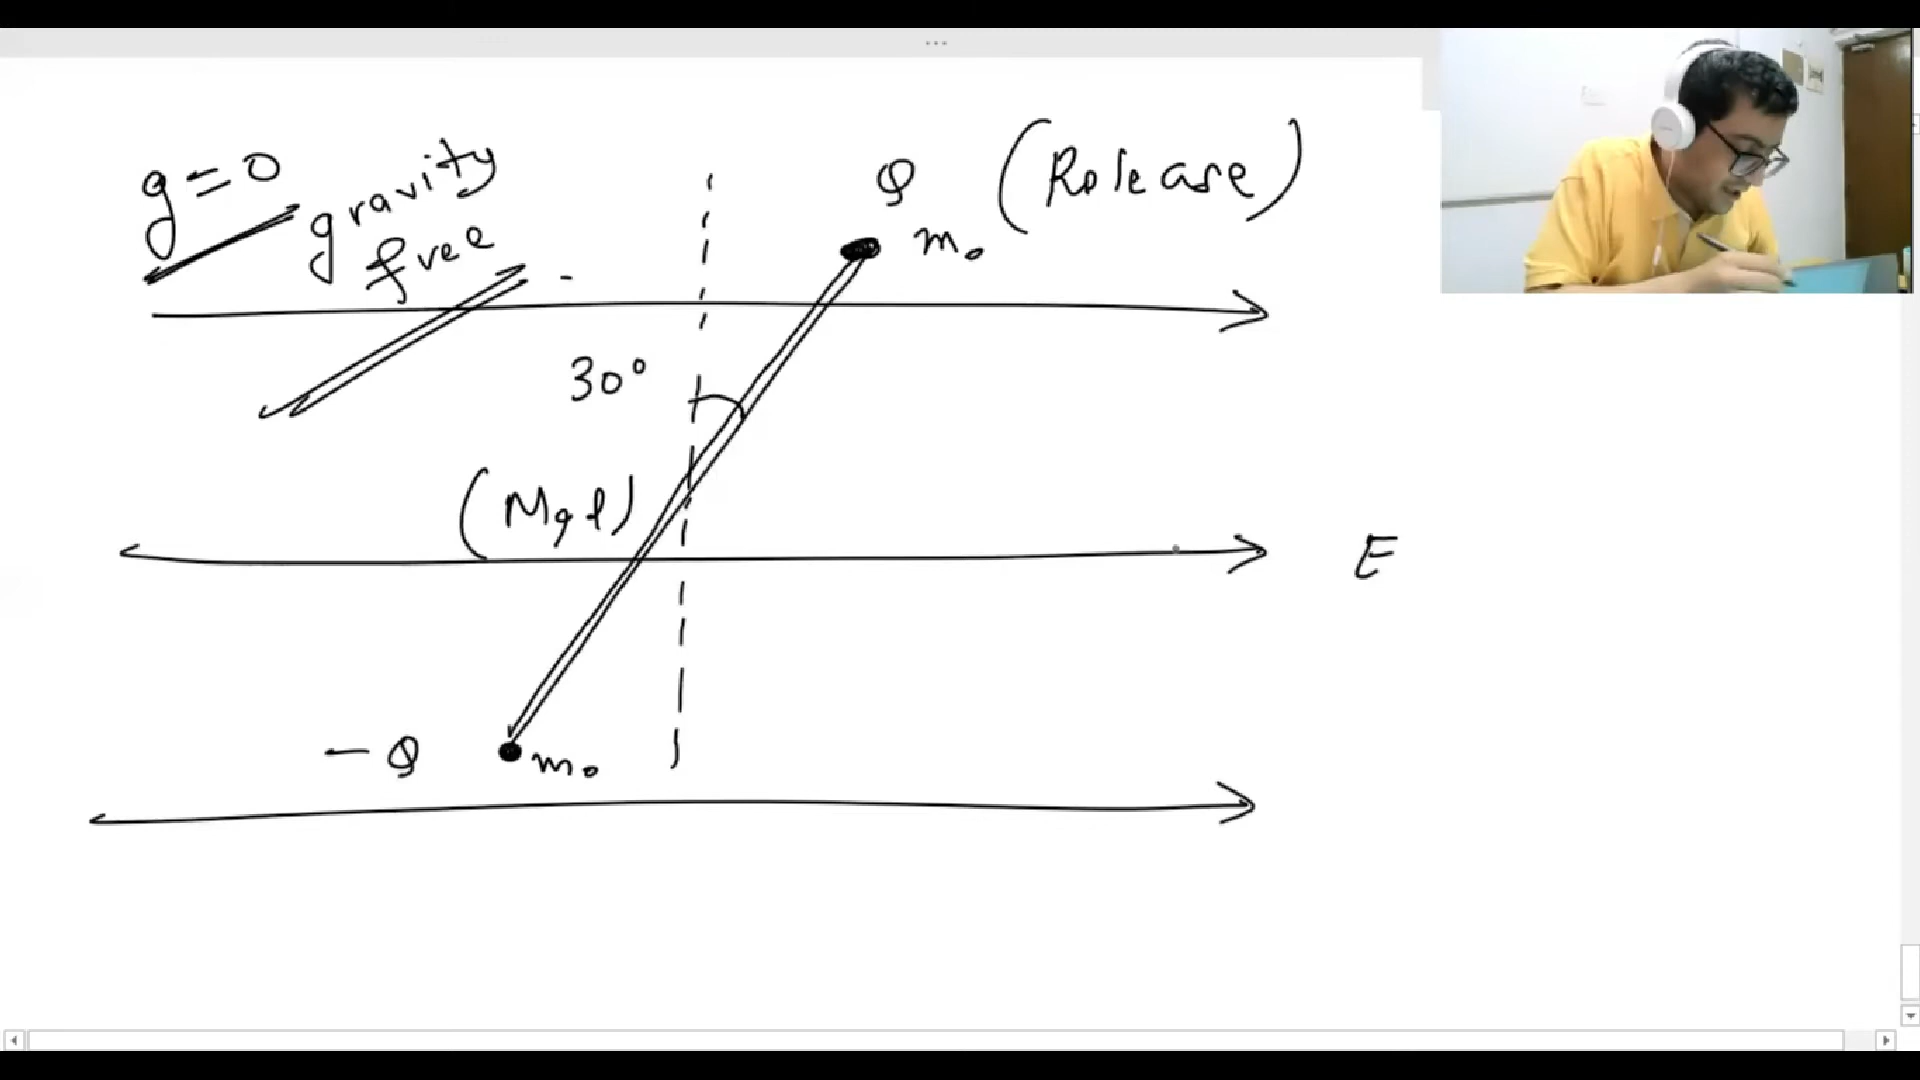 g=0
gravity
free
Q (Release)
m₀
30°
(M, l)
E
- Q
m₀